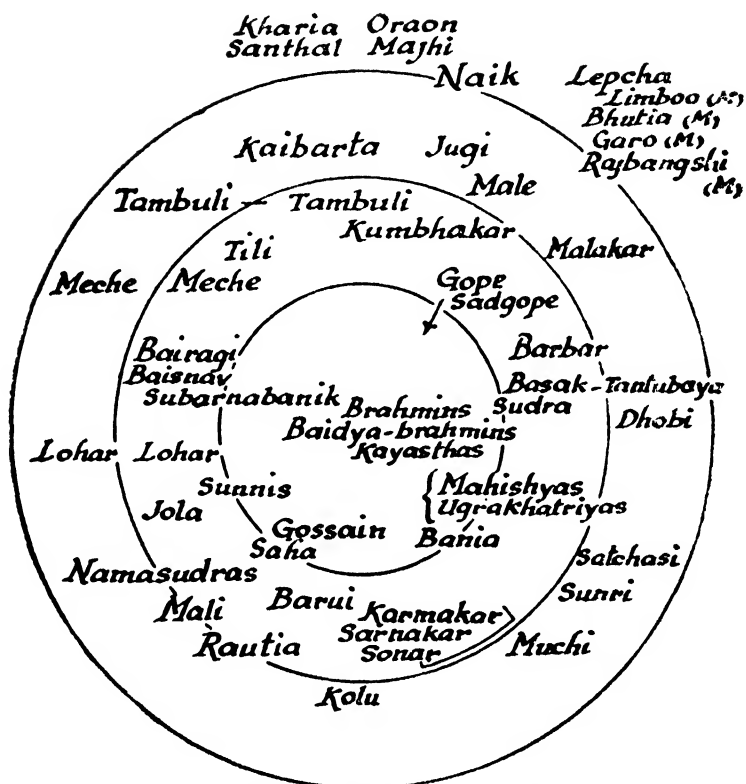 Kharia Oraon
Santhal Majhi
Naik
Lepcha
Limboo (M)
Bhutia (M)
Garo (M)
Rajbangshi
(M)
Kaibarta Jugi
Male
Tambuli — Tambuli
Kumbhakar
Tili
Malakar
Meche Meche
Gope
Sadgope
Bairagi
Baisnav
Subarnabanik
Barbar
Basak - Tantubaya
Sudra
Dhobi
Brahmins
Baidya-brahmins
Kayasthas
Lohar Lohar
Sunnis
Jola
Mahishyas
Ugrakhatriyas
Gossain
Saha
Bania
Satchasi
Sunri
Namasudras
Mali
Rautia
Barui
Karmakar
Sarnakar
Sonar
Muchi
Kolu